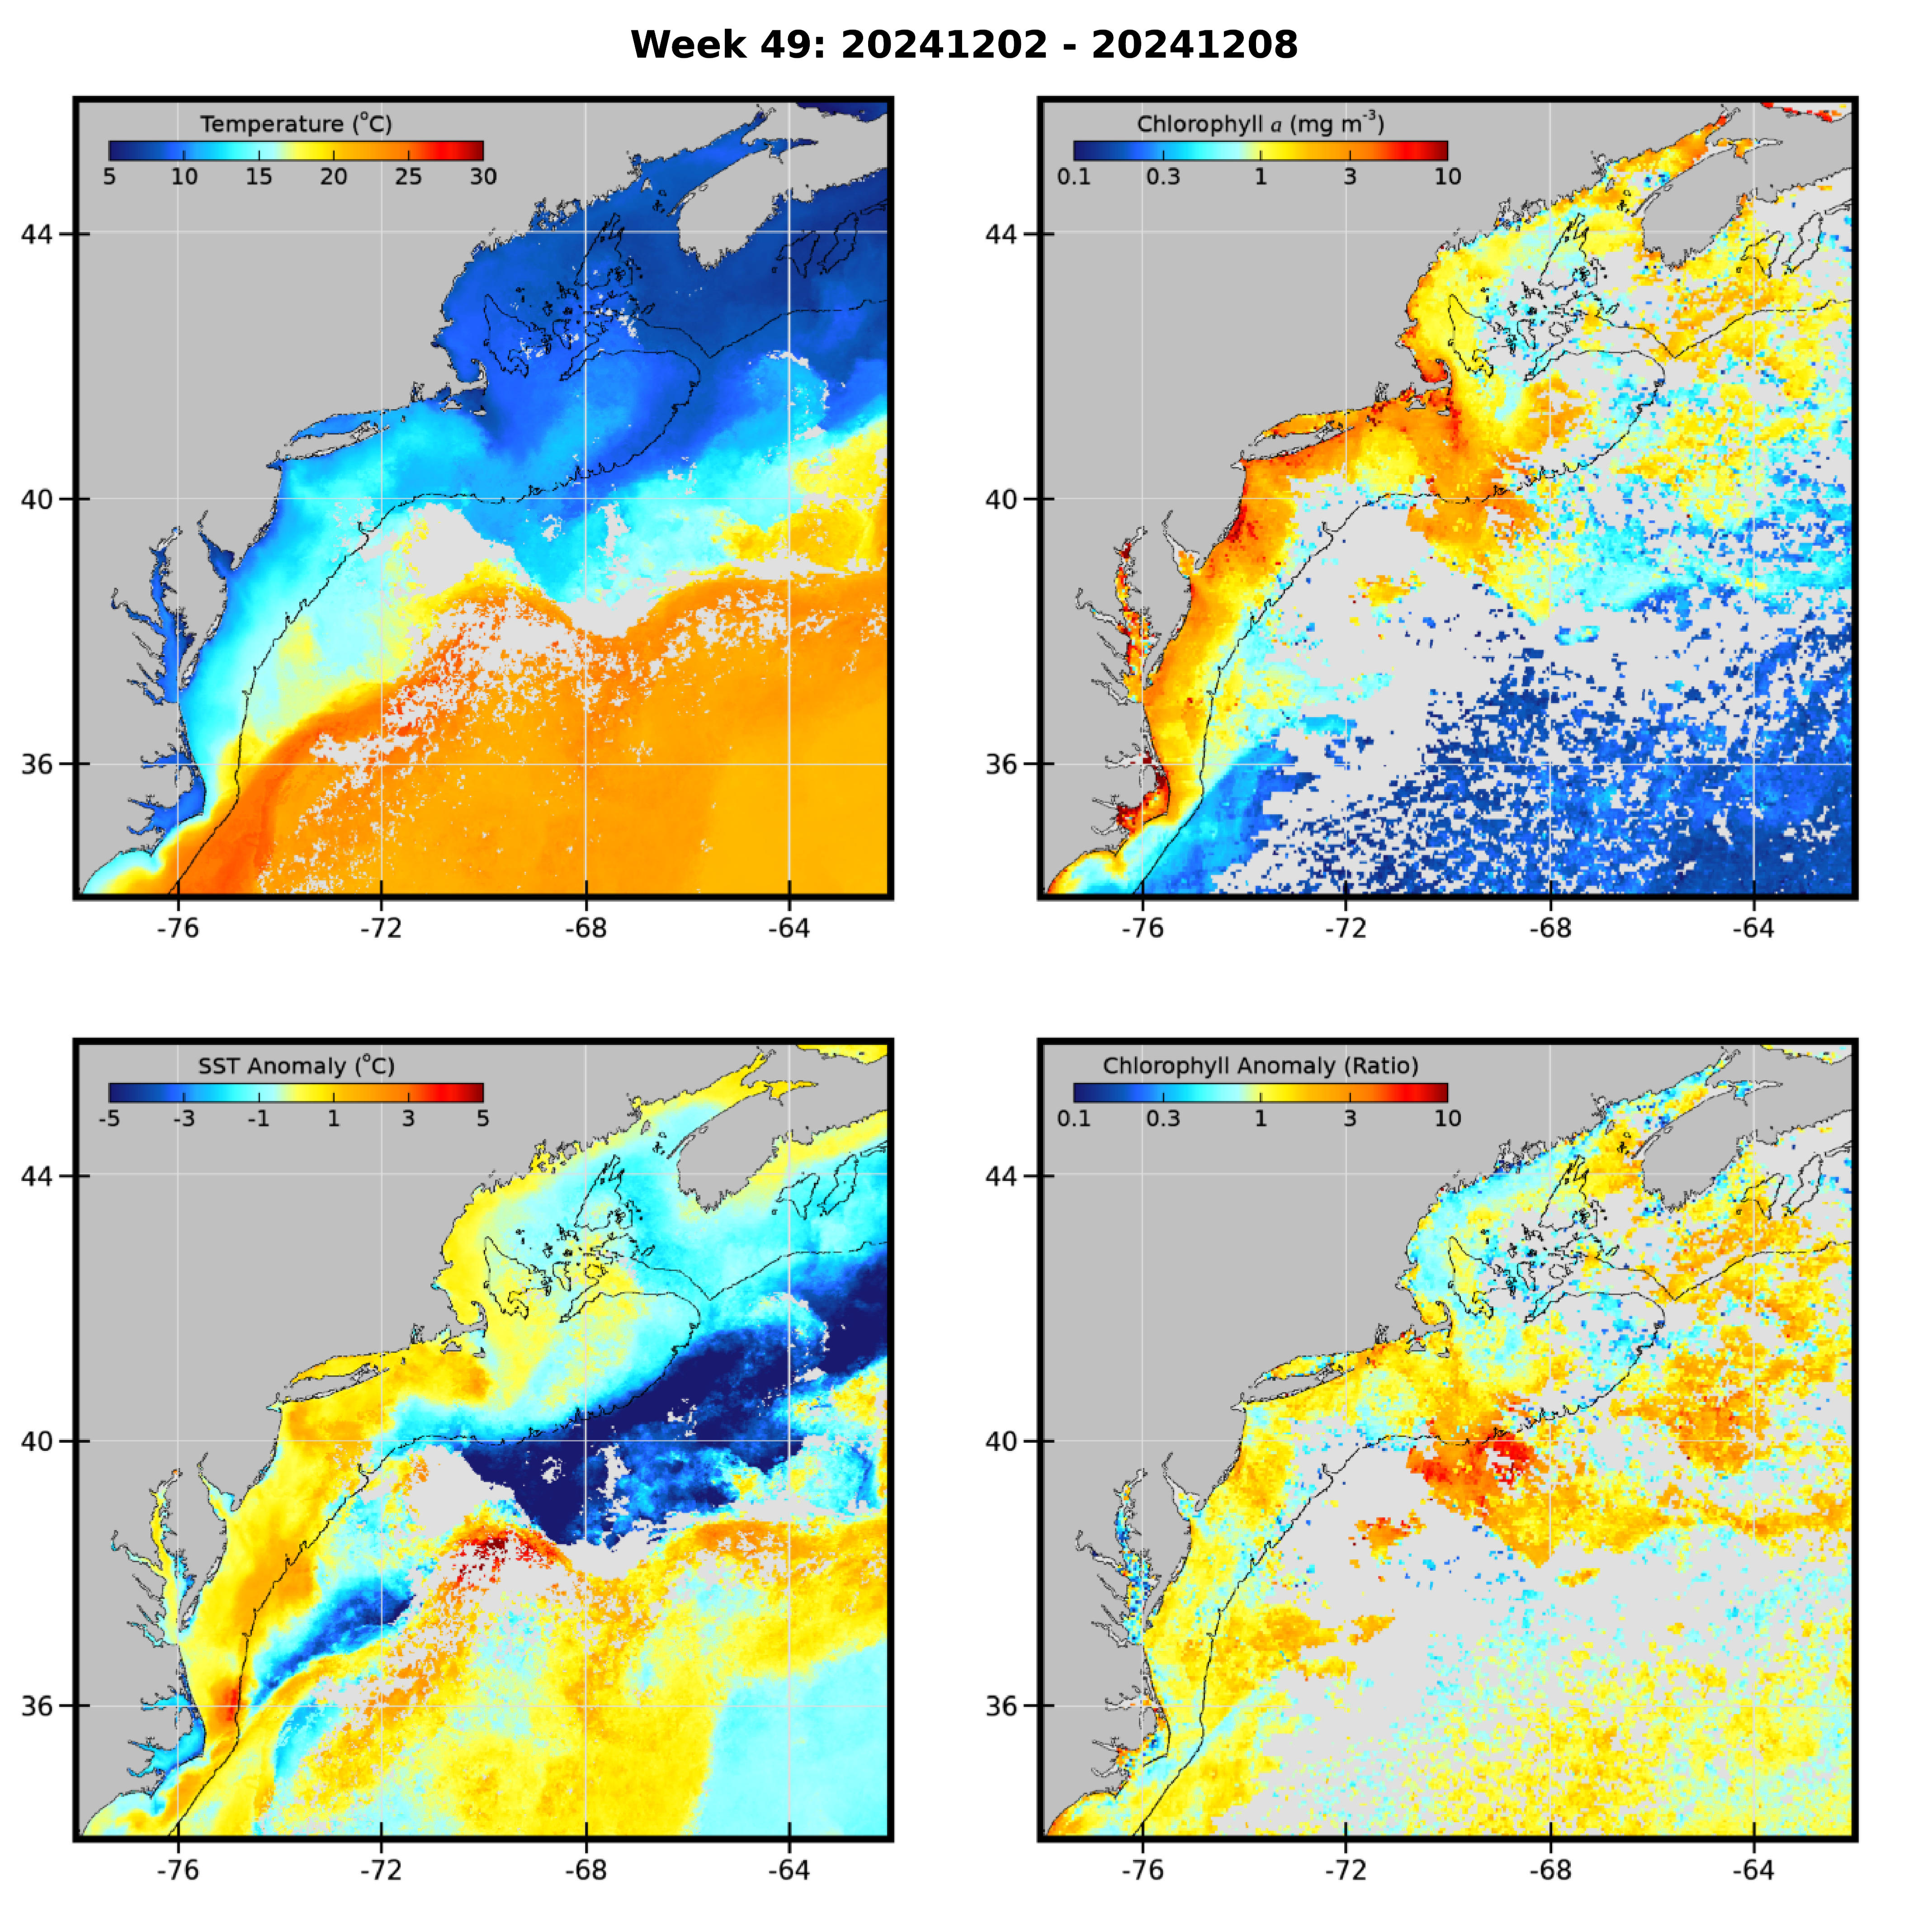 Week 49: 20241202 - 20241208
Temperature (°C)
5 10 15 20 25 30
44
40
36
-76 -72 -68 -64
Chlorophyll a (mg m⁻³)
0.1 0.3 1 3 10
44
40
36
-76 -72 -68 -64
SST Anomaly (°C)
-5 -3 -1 1 3 5
44
40
36
-76 -72 -68 -64
Chlorophyll Anomaly (Ratio)
0.1 0.3 1 3 10
44
40
36
-76 -72 -68 -64